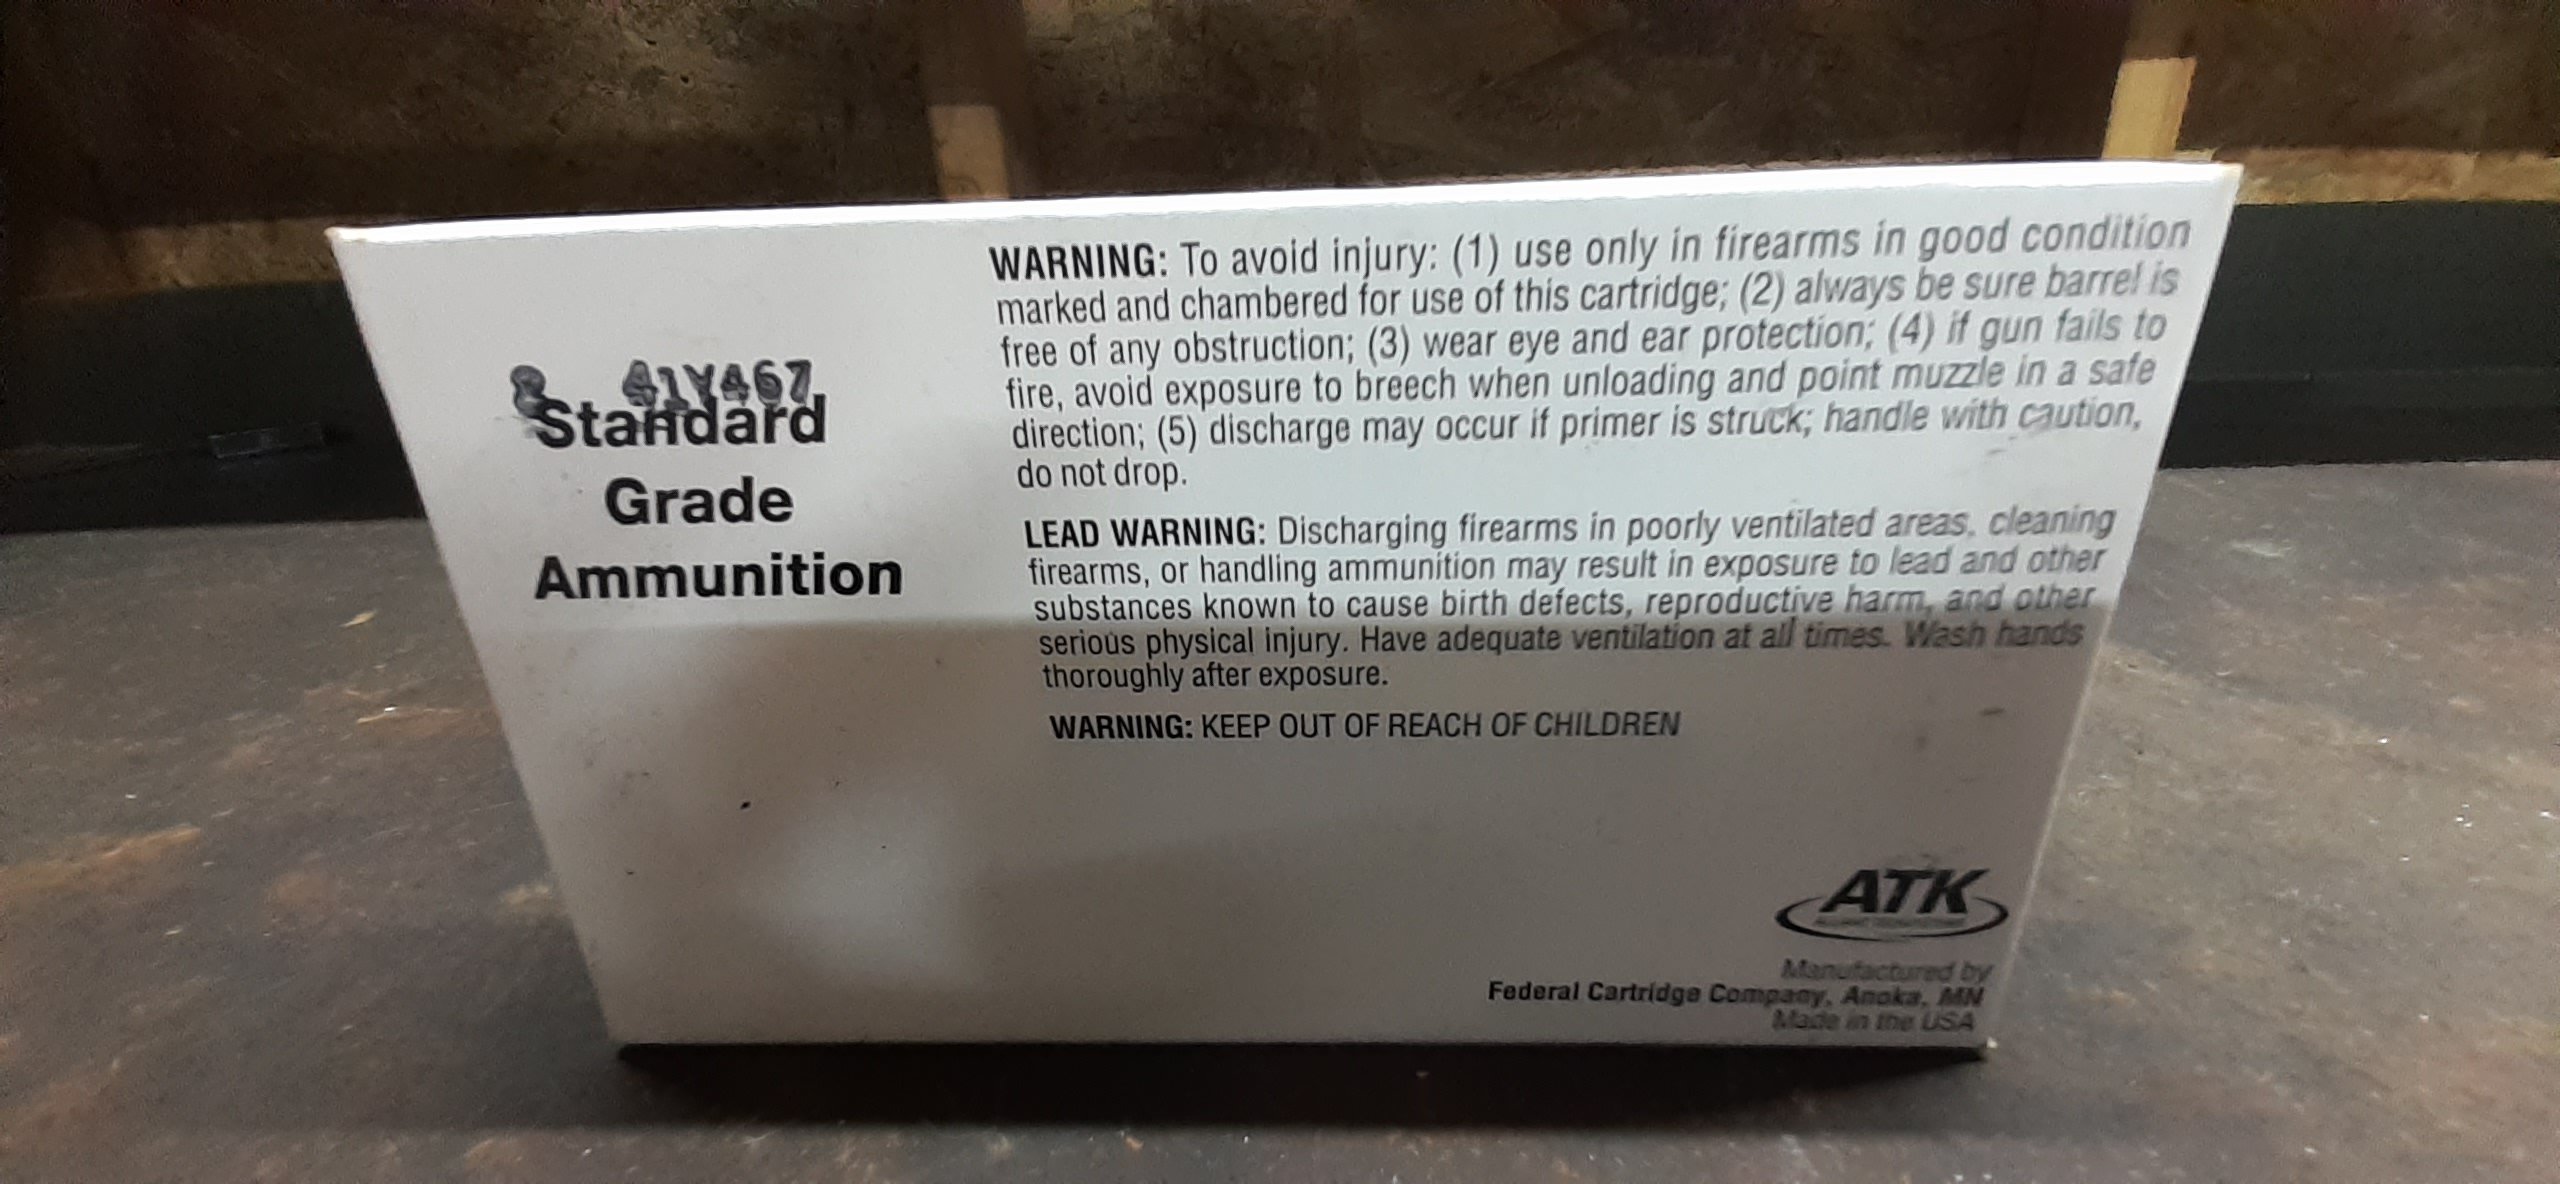 8 41Y467
Standard
Grade
Ammunition
WARNING: To avoid injury: (1) use only in firearms in good condition
marked and chambered for use of this cartridge; (2) always be sure barrel is
free of any obstruction; (3) wear eye and ear protection; (4) if gun fails to
fire, avoid exposure to breech when unloading and point muzzle in a safe
direction; (5) discharge may occur if primer is struck; handle with caution,
do not drop.
LEAD WARNING: Discharging firearms in poorly ventilated areas, cleaning
firearms, or handling ammunition may result in exposure to lead and other
substances known to cause birth defects, reproductive harm, and other
serious physical injury. Have adequate ventilation at all times. Wash hands
thoroughly after exposure.
WARNING: KEEP OUT OF REACH OF CHILDREN
ATK
Manufactured by
Federal Cartridge Company, Anoka, MN
Made in the USA